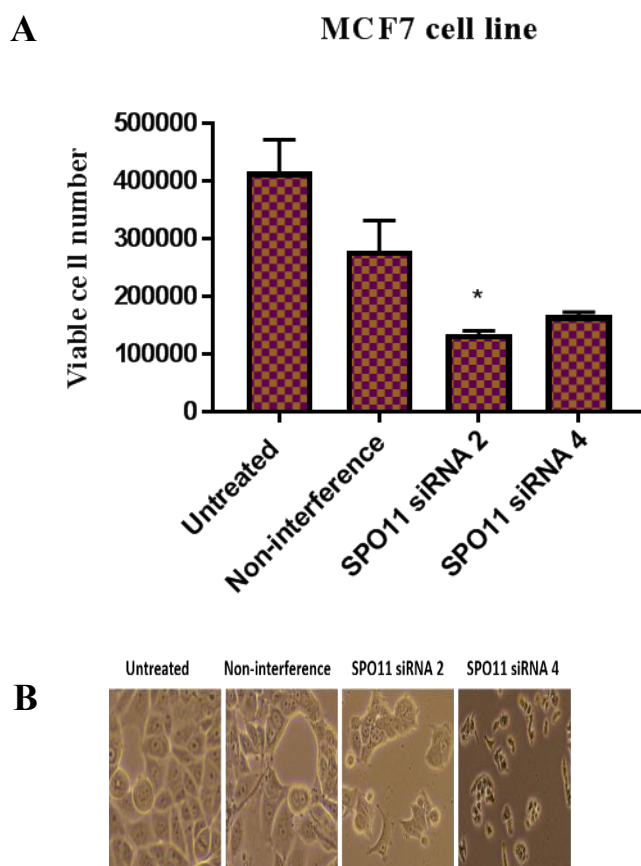 A
MCF7 cell line
Viable cell number
500000
400000
300000
200000
100000
0
*
Untreated
Non-interference
SPO11 siRNA 2
SPO11 siRNA 4
B
Untreated
Non-interference
SPO11 siRNA 2
SPO11 siRNA 4